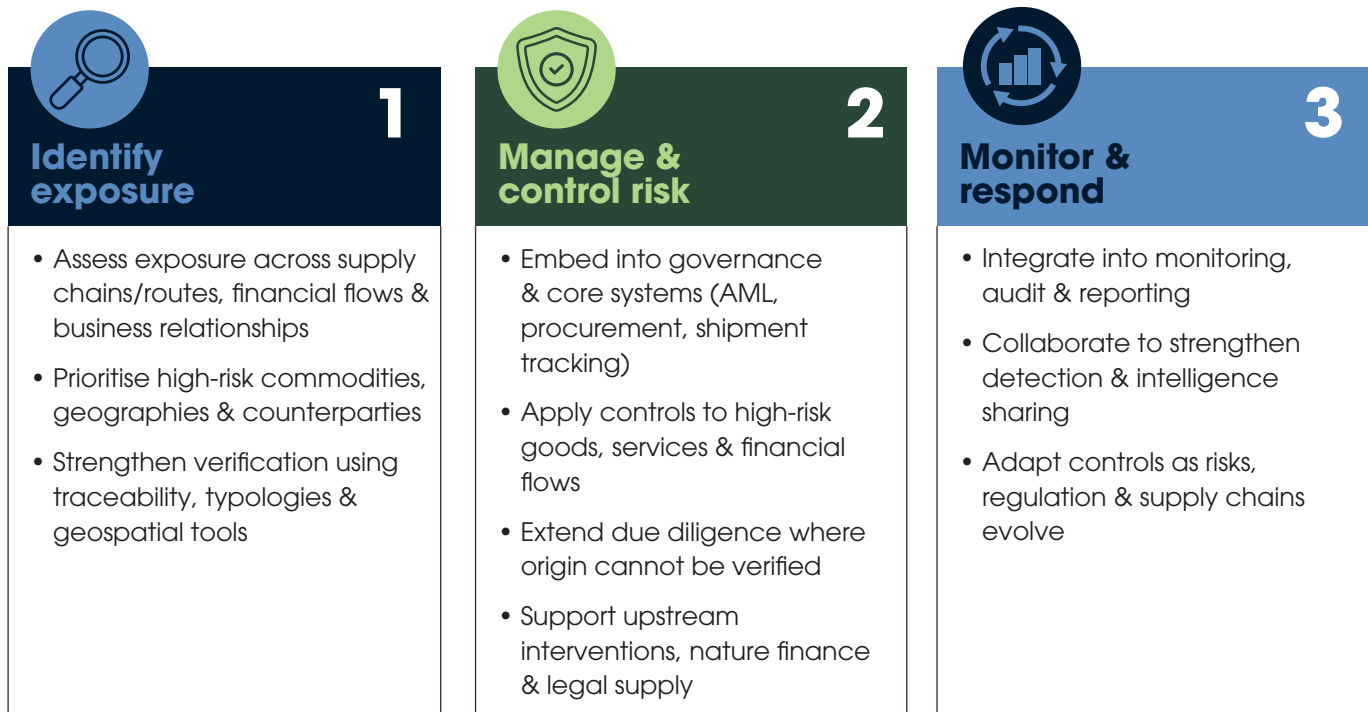 1
Identify
exposure
• Assess exposure across supply
chains/routes, financial flows &
business relationships
• Prioritise high-risk commodities,
geographies & counterparties
• Strengthen verification using
traceability, typologies &
geospatial tools
2
Manage &
control risk
• Embed into governance
& core systems (AML,
procurement, shipment
tracking)
• Apply controls to high-risk
goods, services & financial
flows
• Extend due diligence where
origin cannot be verified
• Support upstream
interventions, nature finance
& legal supply
3
Monitor &
respond
• Integrate into monitoring,
audit & reporting
• Collaborate to strengthen
detection & intelligence
sharing
• Adapt controls as risks,
regulation & supply chains
evolve